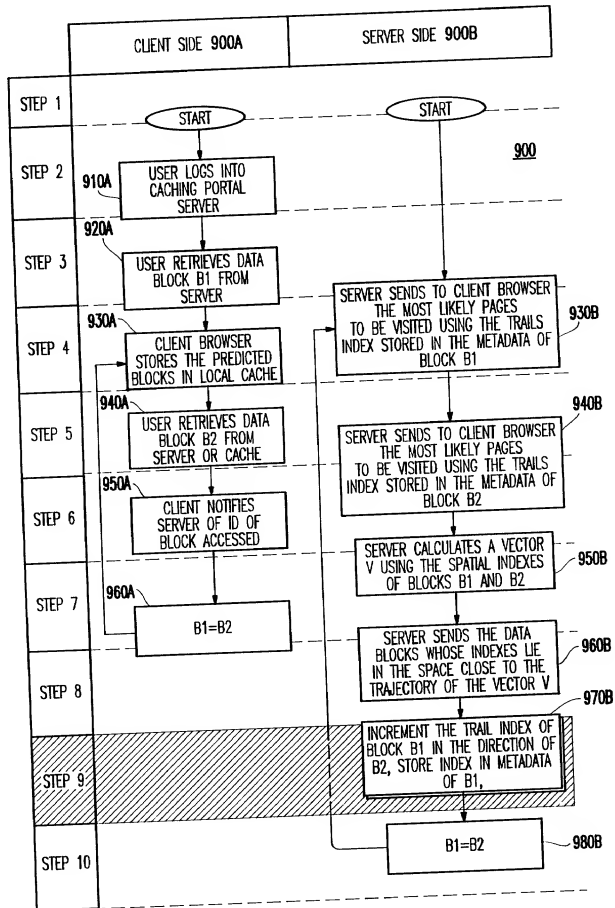 CLIENT SIDE 900A
SERVER SIDE 900B
STEP 1
START
START
900
STEP 2
910A
USER LOGS INTO
CACHING PORTAL
SERVER
STEP 3
920A
USER RETRIEVES DATA
BLOCK B1 FROM
SERVER
STEP 4
930A
CLIENT BROWSER
STORES THE PREDICTED
BLOCKS IN LOCAL CACHE
SERVER SENDS TO CLIENT BROWSER
THE MOST LIKELY PAGES
TO BE VISITED USING THE TRAILS
INDEX STORED IN THE METADATA OF
BLOCK B1
930B
STEP 5
940A
USER RETRIEVES DATA
BLOCK B2 FROM
SERVER OR CACHE
SERVER SENDS TO CLIENT BROWSER
THE MOST LIKELY PAGES
TO BE VISITED USING THE TRAILS
INDEX STORED IN THE METADATA OF
BLOCK B2
940B
STEP 6
950A
CLIENT NOTIFIES
SERVER OF ID OF
BLOCK ACCESSED
STEP 7
960A
B1=B2
SERVER CALCULATES A VECTOR
V USING THE SPATIAL INDEXES
OF BLOCKS B1 AND B2
950B
STEP 8
SERVER SENDS THE DATA
BLOCKS WHOSE INDEXES LIE
IN THE SPACE CLOSE TO THE
TRAJECTORY OF THE VECTOR V
960B
STEP 9
970B
INCREMENT THE TRAIL INDEX OF
BLOCK B1 IN THE DIRECTION OF
B2, STORE INDEX IN METADATA
OF B1,
STEP 10
B1=B2
980B